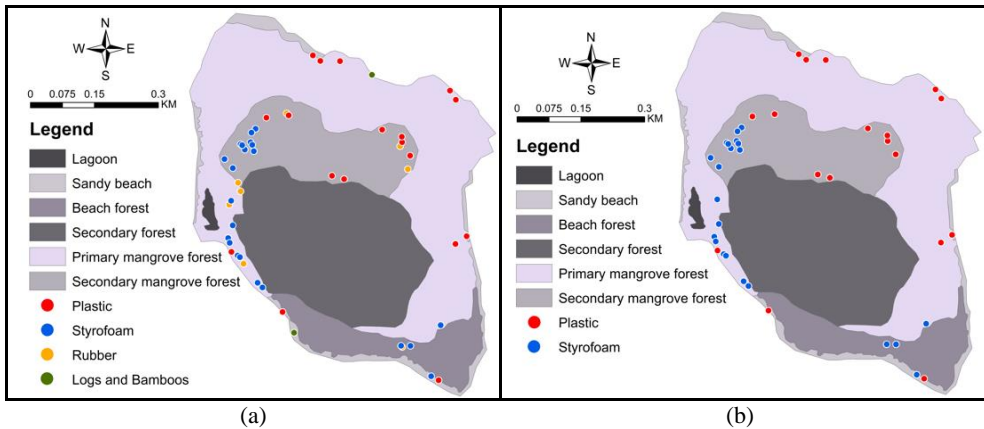 N
W E
S
0 0.075 0.15 0.3
KM
Legend
Lagoon
Sandy beach
Beach forest
Secondary forest
Primary mangrove forest
Secondary mangrove forest
Plastic
Styrofoam
Rubber
Logs and Bamboos
(a)
N
W E
S
0 0.075 0.15 0.3
KM
Legend
Lagoon
Sandy beach
Beach forest
Secondary forest
Primary mangrove forest
Secondary mangrove forest
Plastic
Styrofoam
(b)